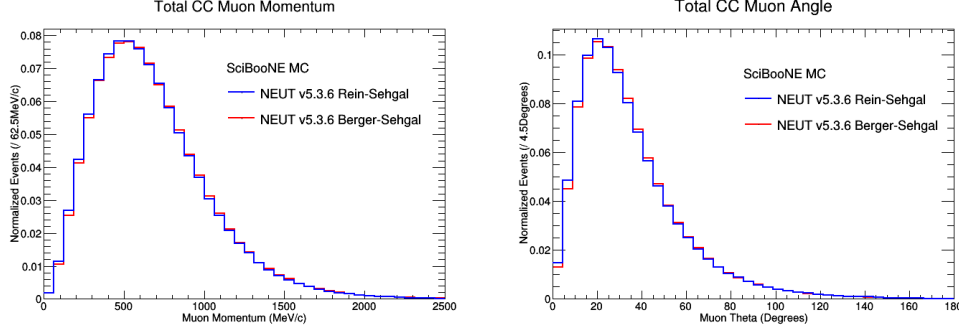 Total CC Muon Momentum
Normalized Events (/ 62.5MeV/c)
0.08
0.07
0.06
0.05
0.04
0.03
0.02
0.01
0
SciBooNE MC
NEUT v5.3.6 Rein-Sehgal
NEUT v5.3.6 Berger-Sehgal
0 500 1000 1500 2000 2500
Muon Momentum (MeV/c)
Total CC Muon Angle
Normalized Events (/ 4.5Degrees)
0.1
0.08
0.06
0.04
0.02
0
SciBooNE MC
NEUT v5.3.6 Rein-Sehgal
NEUT v5.3.6 Berger-Sehgal
0 20 40 60 80 100 120 140 160 180
Muon Theta (Degrees)